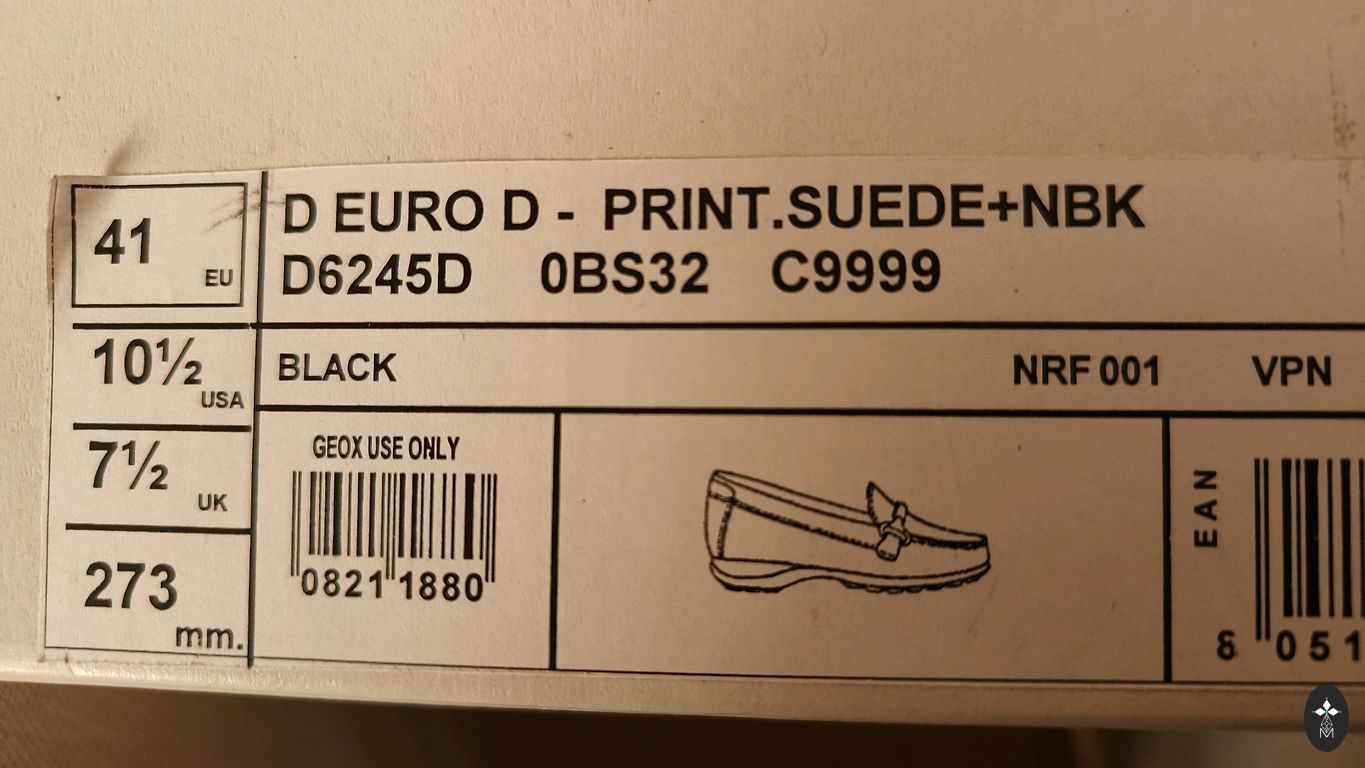 41 EU
D EURO D - PRINT.SUEDE+NBK
D6245D 0BS32 C9999
10½ USA
BLACK NRF 001 VPN
7½ UK
GEOX USE ONLY
0821 1880
273 mm.
EAN
8 051